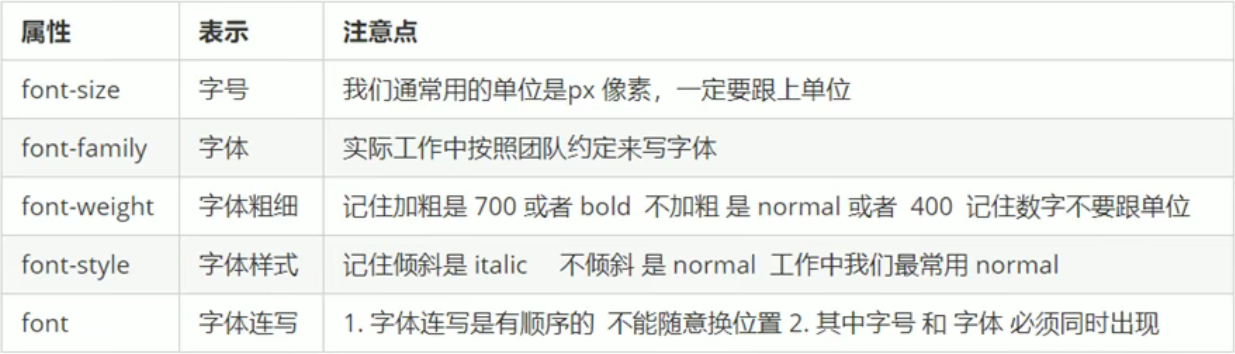 属性 表示 注意点
font-size 字号 我们通常用的单位是px 像素，一定要跟上单位
font-family 字体 实际工作中按照团队约定来写字体
font-weight 字体粗细 记住加粗是 700 或者 bold 不加粗 是 normal 或者 400 记住数字不要跟单位
font-style 字体样式 记住倾斜是 italic 不倾斜 是 normal 工作中我们最常用 normal
font 字体连写 1. 字体连写是有顺序的 不能随意换位置 2. 其中字号 和 字体 必须同时出现